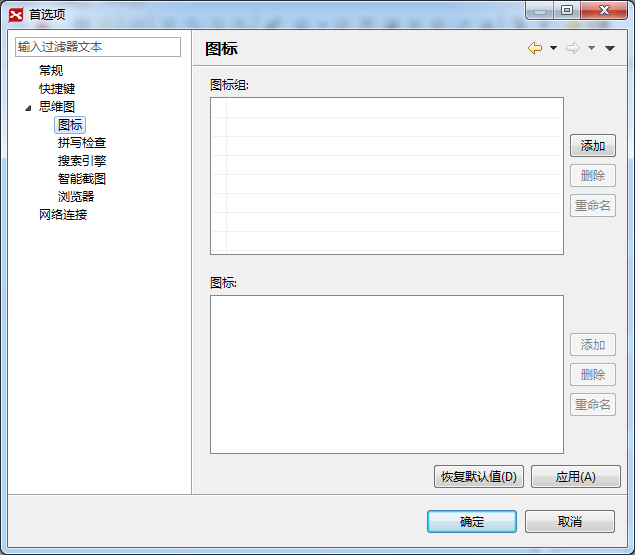 首选项
输入过滤器文本
常规
快捷键
思维图
图标
拼写检查
搜索引擎
智能截图
浏览器
网络连接
图标
图标组:
添加
删除
重命名
图标:
添加
删除
重命名
恢复默认值(D)
应用(A)
确定
取消